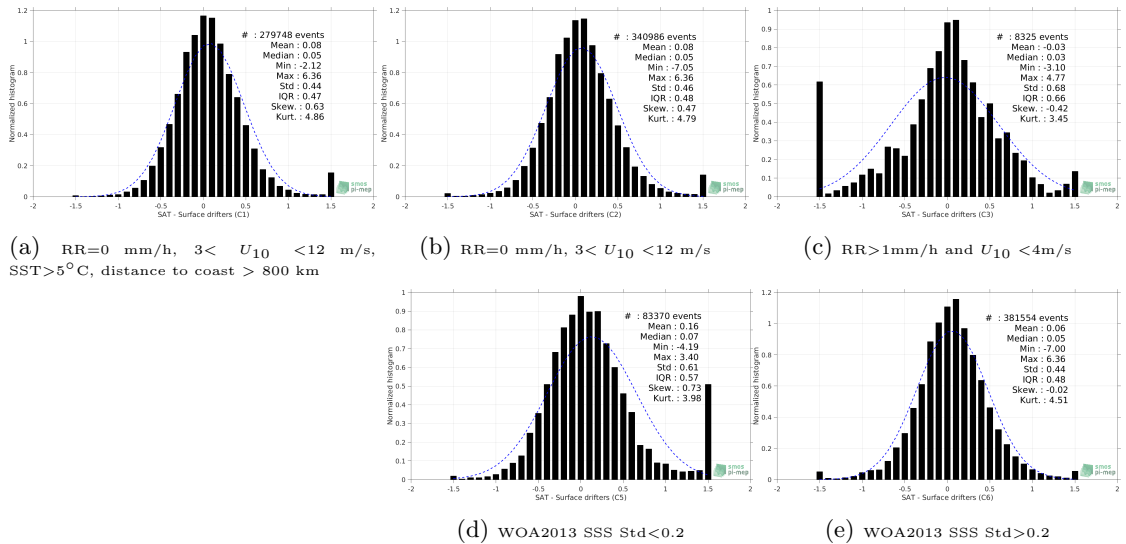 Normalized histogram
1.2
1
0.8
0.6
0.4
0.2
0
-2
-1.5
-1
-0.5
0
0.5
1
1.5
2
# : 279748 events
Mean : 0.08
Median : 0.05
Min : -2.12
Max : 6.36
Std : 0.44
IQR : 0.47
Skew. : 0.63
Kurt. : 4.86
smos
pi-mep
SAT - Surface drifters (C1)
(a) RR=0 mm/h, 3< U10 <12 m/s,
SST>5°C, distance to coast > 800 km
Normalized histogram
1.2
1
0.8
0.6
0.4
0.2
0
-2
-1.5
-1
-0.5
0
0.5
1
1.5
2
# : 340986 events
Mean : 0.08
Median : 0.05
Min : -7.05
Max : 6.36
Std : 0.46
IQR : 0.48
Skew. : 0.47
Kurt. : 4.79
smos
pi-mep
SAT - Surface drifters (C2)
(b) RR=0 mm/h, 3< U10 <12 m/s
Normalized histogram
1
0.9
0.8
0.7
0.6
0.5
0.4
0.3
0.2
0.1
0
-2
-1.5
-1
-0.5
0
0.5
1
1.5
2
# : 8325 events
Mean : -0.03
Median : 0.03
Min : -3.10
Max : 4.77
Std : 0.68
IQR : 0.66
Skew. : -0.42
Kurt. : 3.45
smos
pi-mep
SAT - Surface drifters (C3)
(c) RR>1mm/h and U10 <4m/s
Normalized histogram
1
0.9
0.8
0.7
0.6
0.5
0.4
0.3
0.2
0.1
0
-2
-1.5
-1
-0.5
0
0.5
1
1.5
2
# : 83370 events
Mean : 0.16
Median : 0.07
Min : -4.19
Max : 3.40
Std : 0.61
IQR : 0.57
Skew. : 0.73
Kurt. : 3.98
smos
pi-mep
SAT - Surface drifters (C5)
(d) WOA2013 SSS Std<0.2
Normalized histogram
1.2
1
0.8
0.6
0.4
0.2
0
-2
-1.5
-1
-0.5
0
0.5
1
1.5
2
# : 381554 events
Mean : 0.06
Median : 0.05
Min : -7.00
Max : 6.36
Std : 0.44
IQR : 0.48
Skew. : -0.02
Kurt. : 4.51
smos
pi-mep
SAT - Surface drifters (C6)
(e) WOA2013 SSS Std>0.2